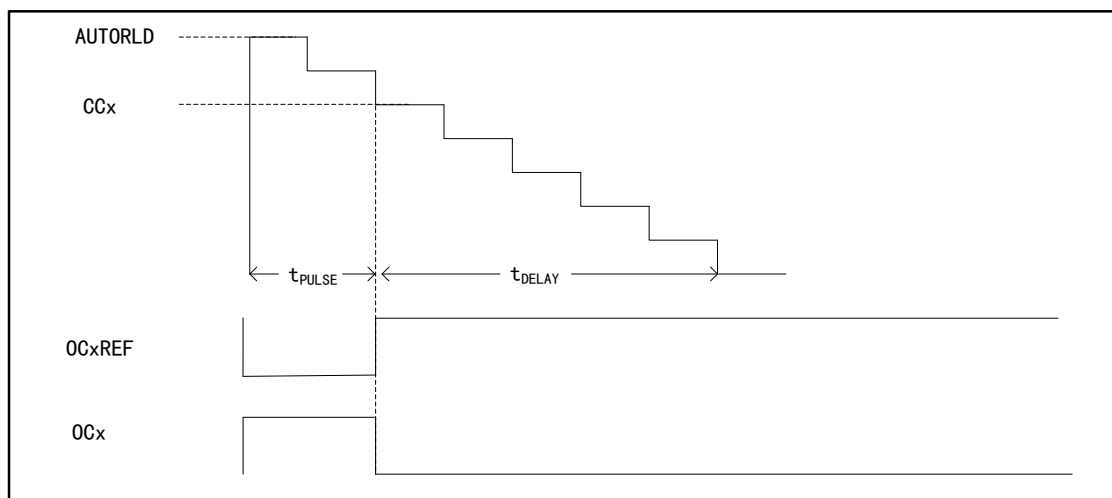 AUTORLD
CCx
tPULSE
tDELAY
OCxREF
OCx